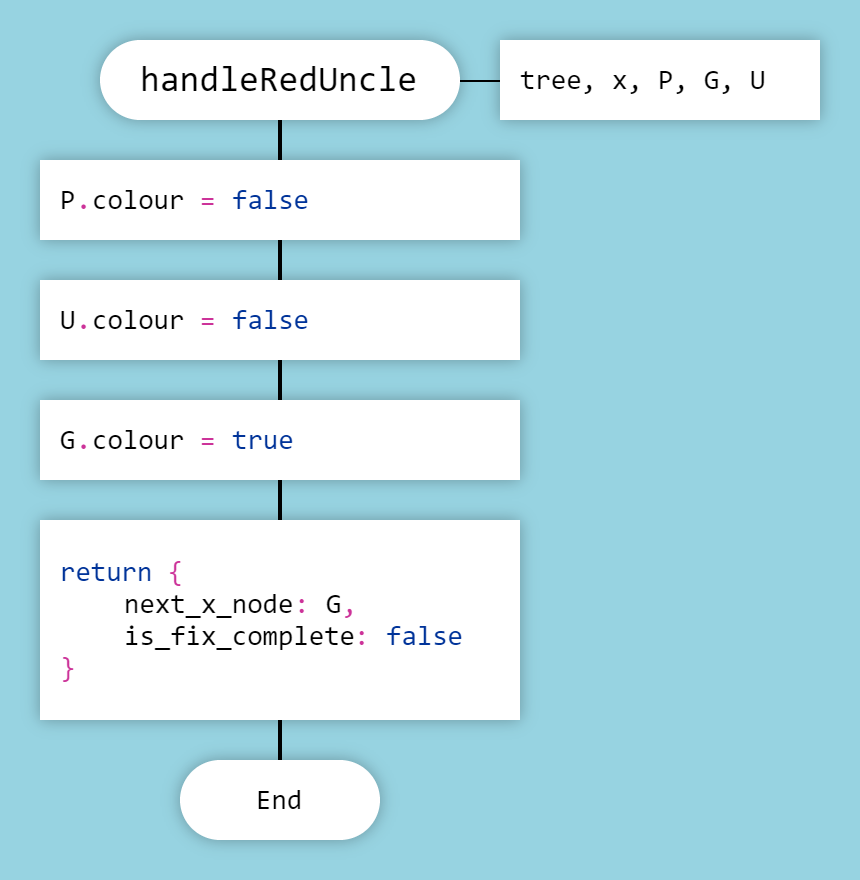 handleRedUncle
tree, x, P, G, U
P.colour = false
U.colour = false
G.colour = true
return {
    next_x_node: G,
    is_fix_complete: false
}
End